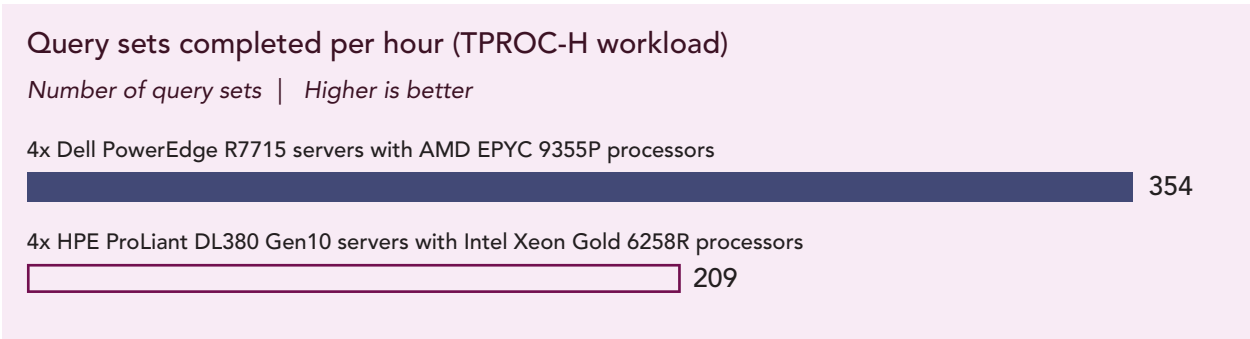 Query sets completed per hour (TPROC-H workload)
Number of query sets | Higher is better
4x Dell PowerEdge R7715 servers with AMD EPYC 9355P processors
354
4x HPE ProLiant DL380 Gen10 servers with Intel Xeon Gold 6258R processors
209